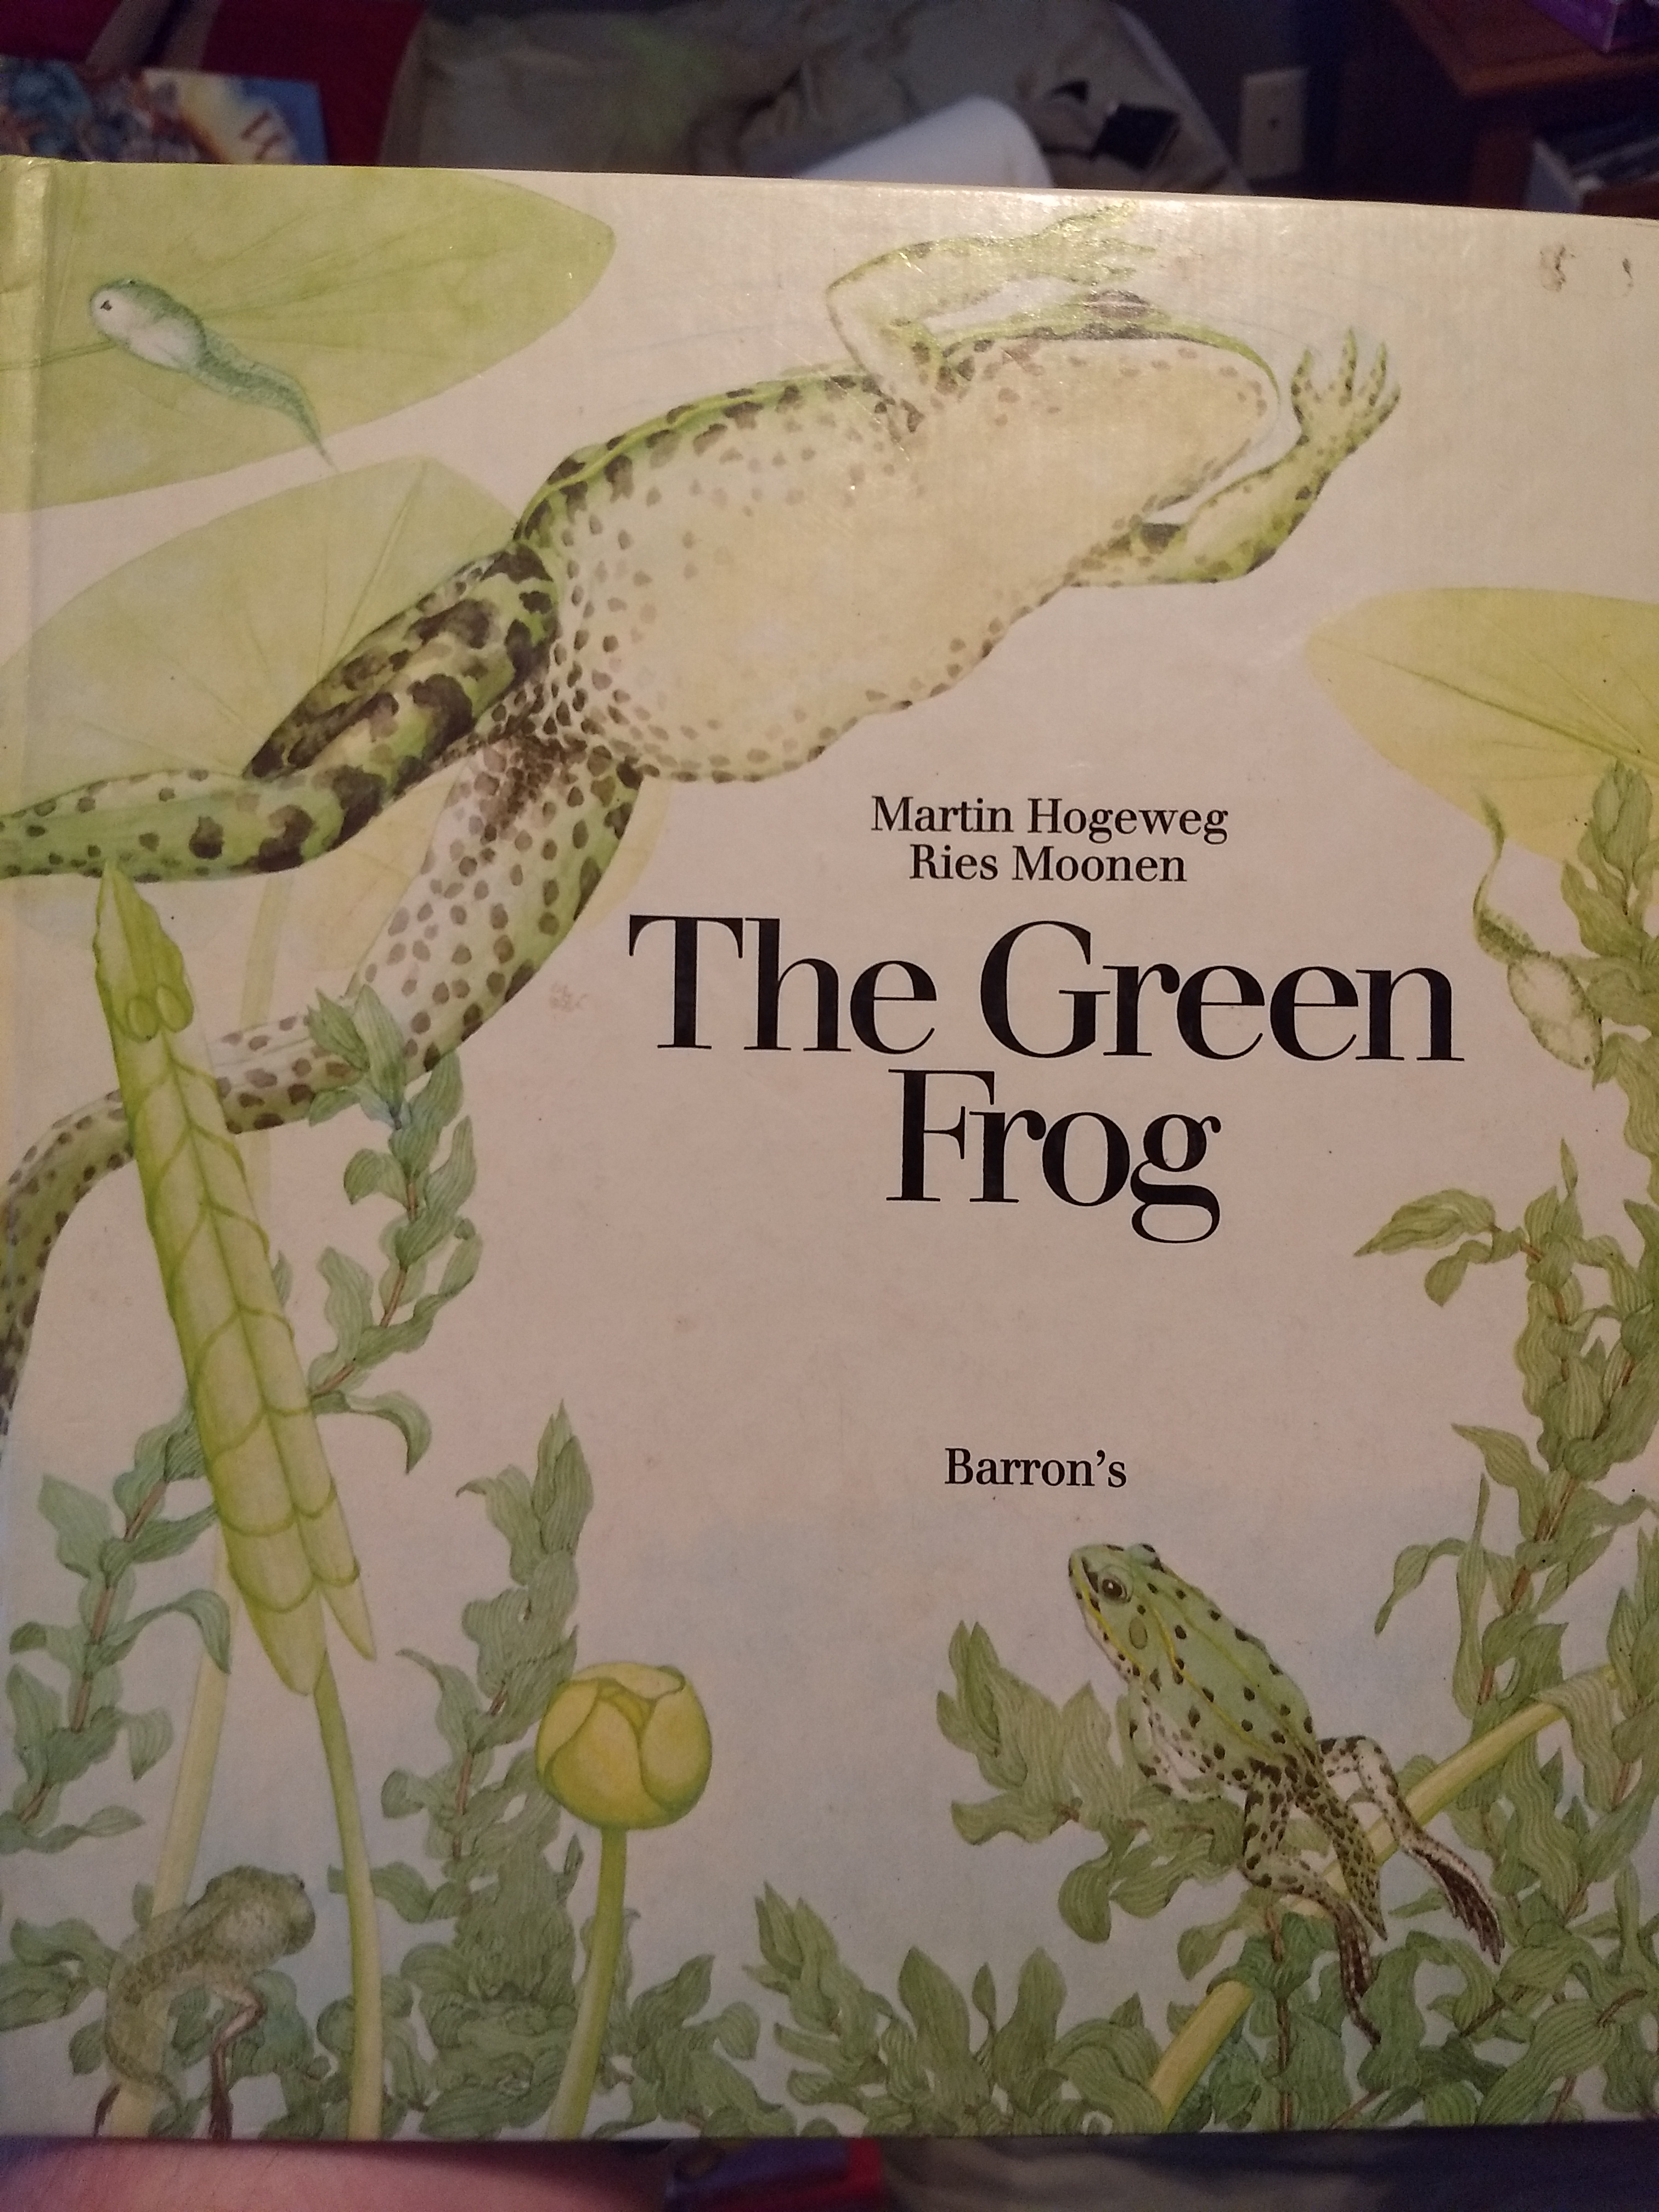 Martin Hogeweg
Ries Moonen
The Green
Frog
Barron's